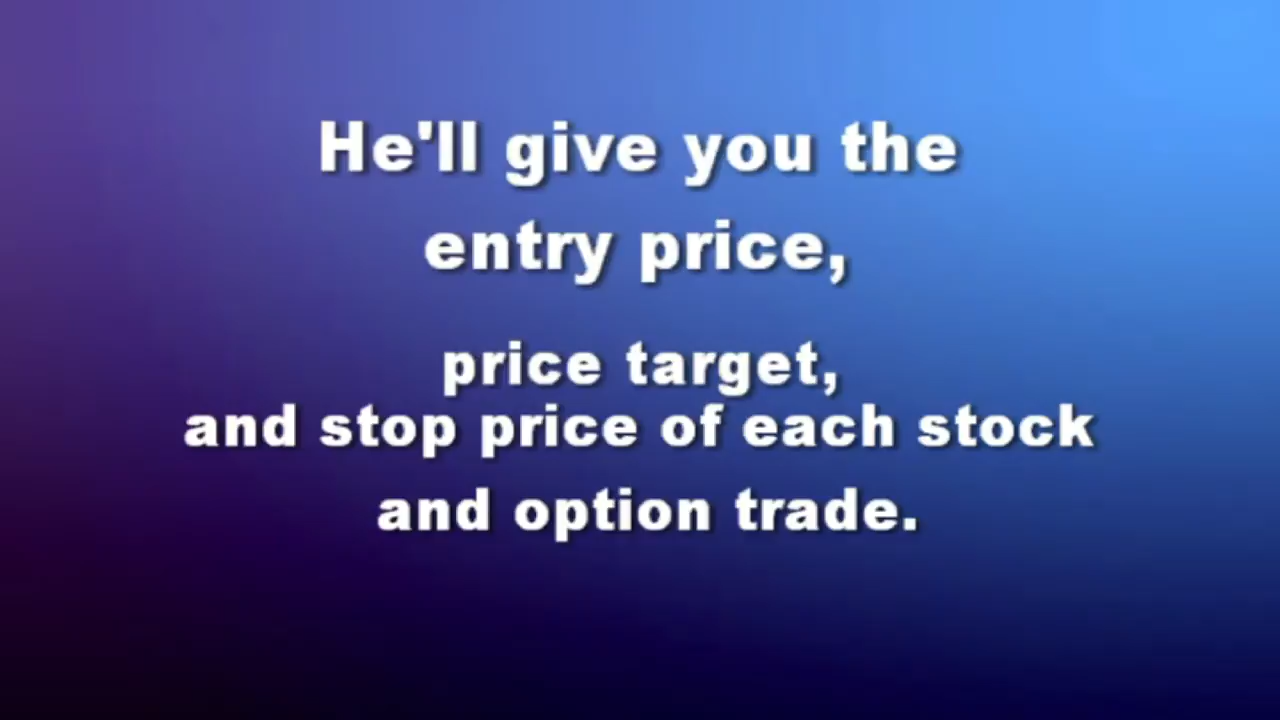 He'll give you the
entry price,
price target,
and stop price of each stock
and option trade.